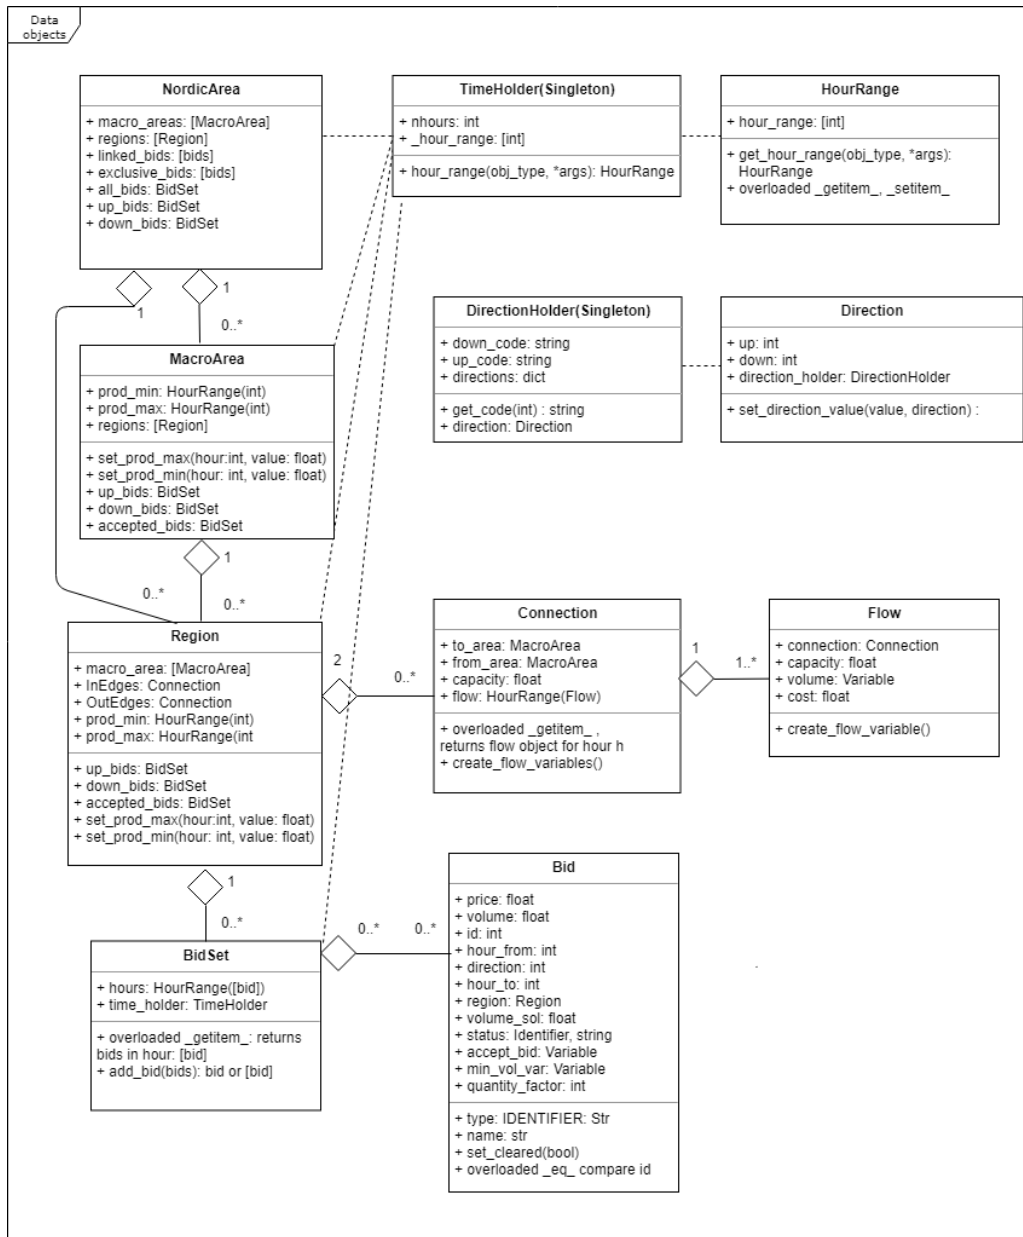 Data
objects
NordicArea
+ macro_areas: [MacroArea]
+ regions: [Region]
+ linked_bids: [bids]
+ exclusive_bids: [bids]
+ all_bids: BidSet
+ up_bids: BidSet
+ down_bids: BidSet
TimeHolder(Singleton)
+ nhours: int
+ _hour_range: [int]
+ hour_range(obj_type, *args): HourRange
HourRange
+ hour_range: [int]
+ get_hour_range(obj_type, *args):
HourRange
+ overloaded _getitem_, _setitem_
1
1
0..*
MacroArea
+ prod_min: HourRange(int)
+ prod_max: HourRange(int)
+ regions: [Region]
+ set_prod_max(hour:int, value: float)
+ set_prod_min(hour: int, value: float)
+ up_bids: BidSet
+ down_bids: BidSet
+ accepted_bids: BidSet
DirectionHolder(Singleton)
+ down_code: string
+ up_code: string
+ directions: dict
+ get_code(int) : string
+ direction: Direction
Direction
+ up: int
+ down: int
+ direction_holder: DirectionHolder
+ set_direction_value(value, direction) :
1
0..*
0..*
Region
+ macro_area: [MacroArea]
+ InEdges: Connection
+ OutEdges: Connection
+ prod_min: HourRange(int)
+ prod_max: HourRange(int
+ up_bids: BidSet
+ down_bids: BidSet
+ accepted_bids: BidSet
+ set_prod_max(hour:int, value: float)
+ set_prod_min(hour: int, value: float)
2
0..*
Connection
+ to_area: MacroArea
+ from_area: MacroArea
+ capacity: float
+ flow: HourRange(Flow)
+ overloaded _getitem_ ,
returns flow object for hour h
+ create_flow_variables()
1
1..*
Flow
+ connection: Connection
+ capacity: float
+ volume: Variable
+ cost: float
+ create_flow_variable()
1
0..*
BidSet
+ hours: HourRange([bid])
+ time_holder: TimeHolder
+ overloaded _getitem_: returns
bids in hour: [bid]
+ add_bid(bids): bid or [bid]
0..*
0..*
Bid
+ price: float
+ volume: float
+ id: int
+ hour_from: int
+ direction: int
+ hour_to: int
+ region: Region
+ volume_sol: float
+ status: Identifier, string
+ accept_bid: Variable
+ min_vol_var: Variable
+ quantity_factor: int
+ type: IDENTIFIER: Str
+ name: str
+ set_cleared(bool)
+ overloaded _eq_ compare id